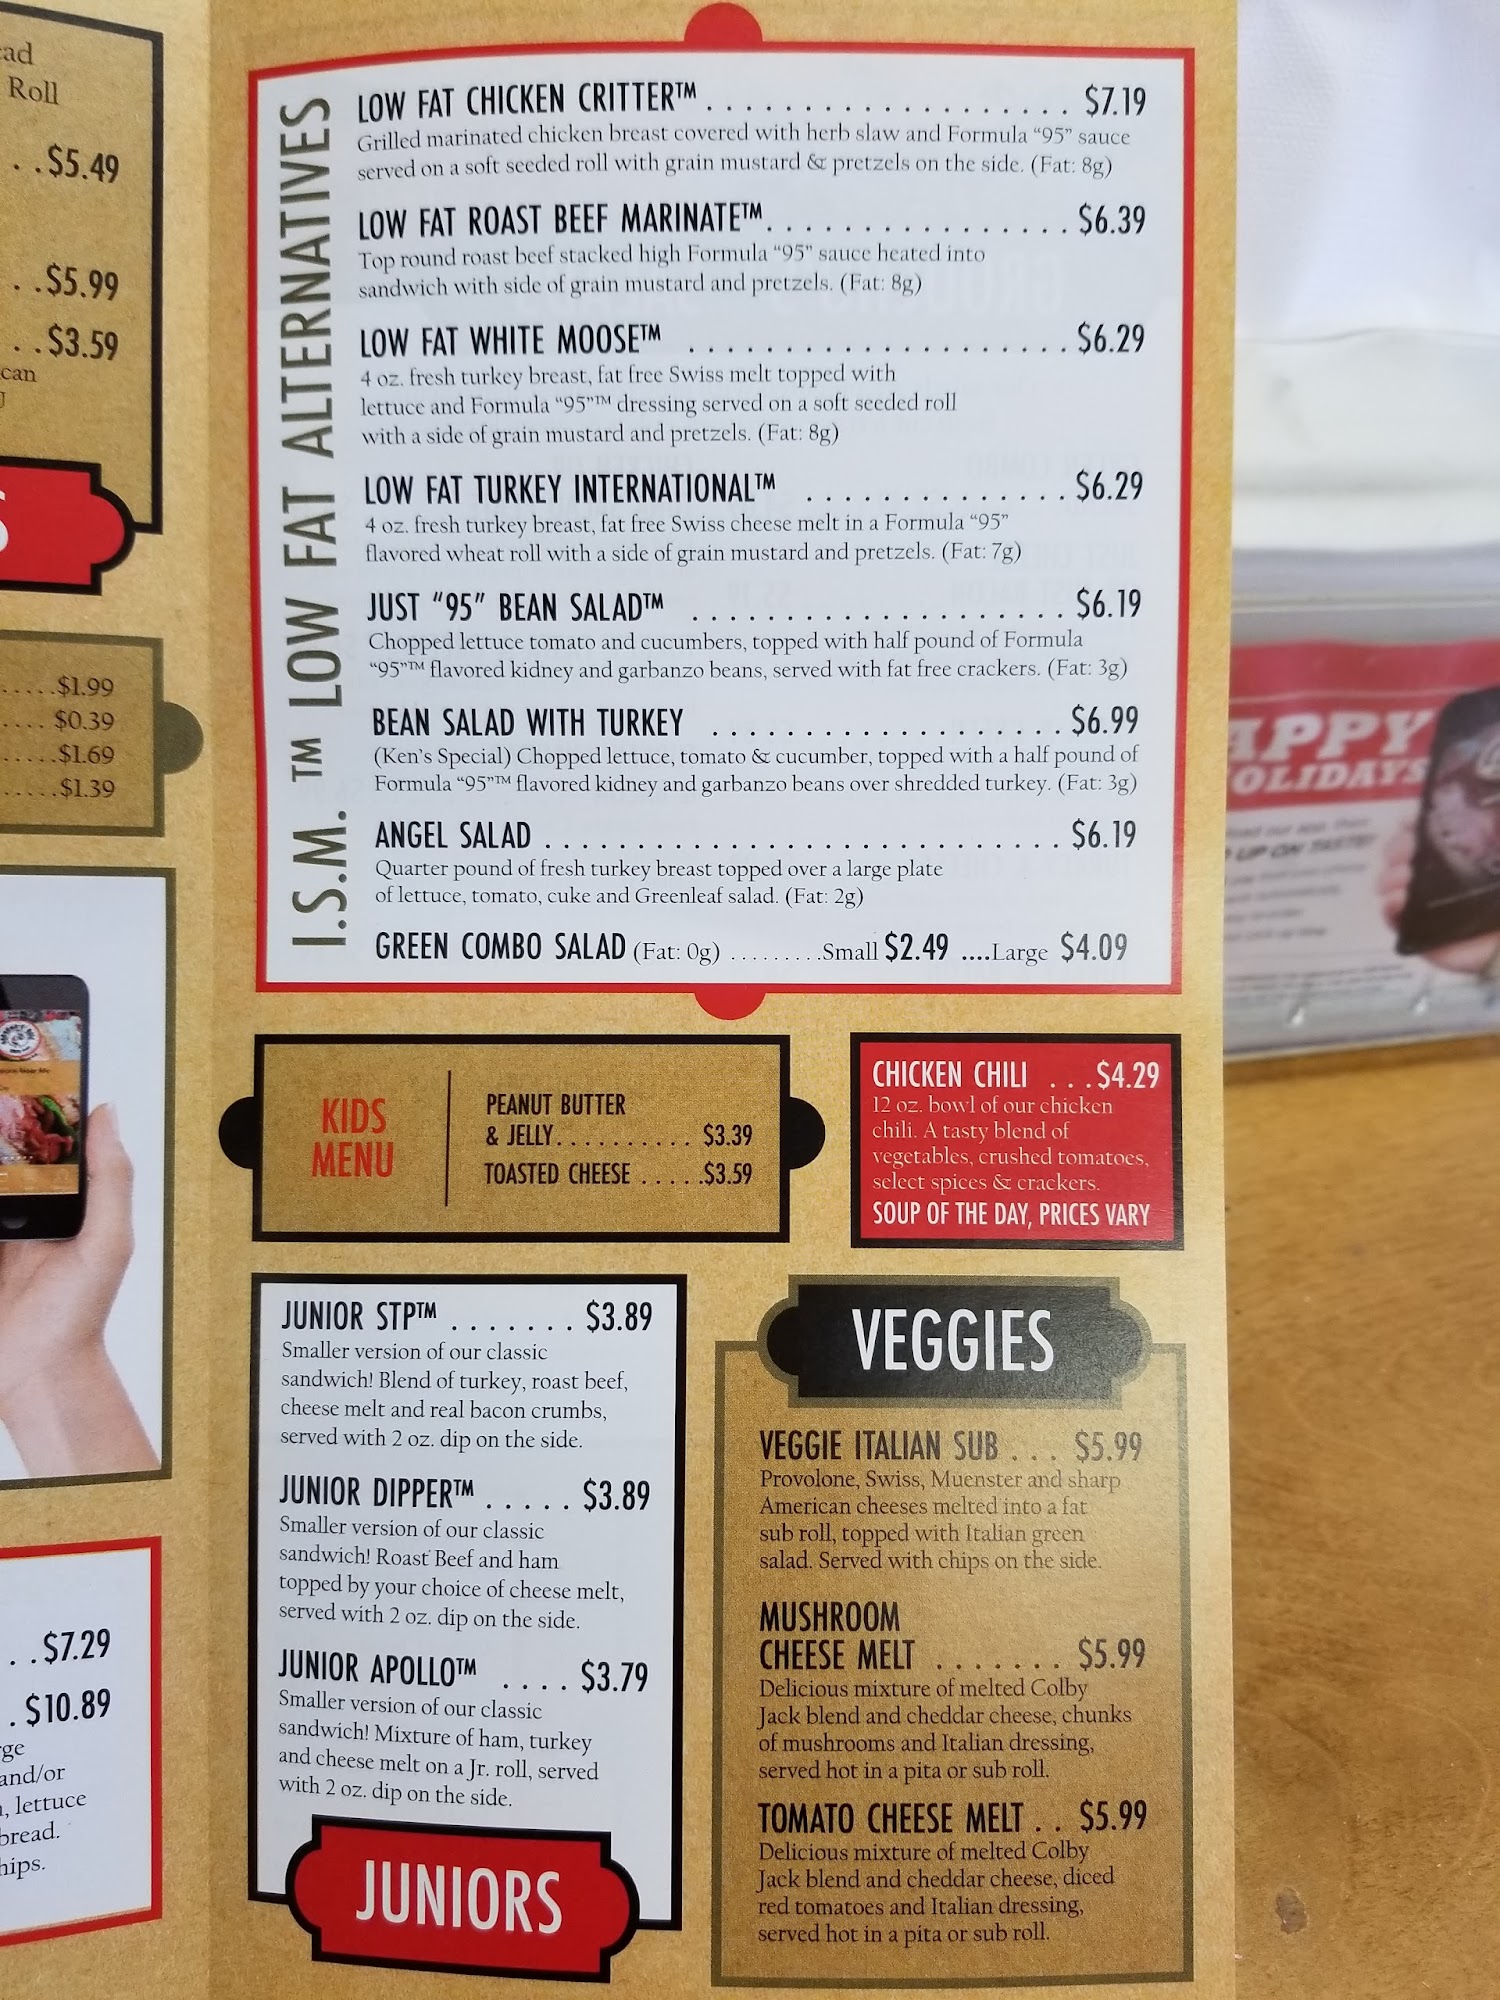 ead
Roll
. . $5.49
. . $5.99
. . $3.59
can
S
.....$1.99
.... $0.39
.....$1.69
.....$1.39
. . $7.29
. $10.89
and/or
, lettuce
bread.
hips.
I.S.M. ™ LOW FAT ALTERNATIVES
LOW FAT CHICKEN CRITTER™ . . . . . . . . . . . . . . . . . . $7.19
Grilled marinated chicken breast covered with herb slaw and Formula “95” sauce
served on a soft seeded roll with grain mustard & pretzels on the side. (Fat: 8g)
LOW FAT ROAST BEEF MARINATE™. . . . . . . . . . . . . . . . $6.39
Top round roast beef stacked high Formula “95” sauce heated into
sandwich with side of grain mustard and pretzels. (Fat: 8g)
LOW FAT WHITE MOOSE™ . . . . . . . . . . . . . . . . . . . . $6.29
4 oz. fresh turkey breast, fat free Swiss melt topped with
lettuce and Formula “95”™ dressing served on a soft seeded roll
with a side of grain mustard and pretzels. (Fat: 8g)
LOW FAT TURKEY INTERNATIONAL™ . . . . . . . . . . . . . . $6.29
4 oz. fresh turkey breast, fat free Swiss cheese melt in a Formula “95”
flavored wheat roll with a side of grain mustard and pretzels. (Fat: 7g)
JUST “95” BEAN SALAD™ . . . . . . . . . . . . . . . . . . . . $6.19
Chopped lettuce tomato and cucumbers, topped with half pound of Formula
“95”™ flavored kidney and garbanzo beans, served with fat free crackers. (Fat: 3g)
BEAN SALAD WITH TURKEY . . . . . . . . . . . . . . . . . . . $6.99
(Ken’s Special) Chopped lettuce, tomato & cucumber, topped with a half pound of
Formula “95”™ flavored kidney and garbanzo beans over shredded turkey. (Fat: 3g)
ANGEL SALAD . . . . . . . . . . . . . . . . . . . . . . . . . . . . $6.19
Quarter pound of fresh turkey breast topped over a large plate
of lettuce, tomato, cuke and Greenleaf salad. (Fat: 2g)
GREEN COMBO SALAD (Fat: 0g) .........Small $2.49 ....Large $4.09
KIDS
MENU
PEANUT BUTTER
& JELLY. . . . . . . . . . $3.39
TOASTED CHEESE . . . . .$3.59
CHICKEN CHILI . . . $4.29
12 oz. bowl of our chicken
chili. A tasty blend of
vegetables, crushed tomatoes,
select spices & crackers.
SOUP OF THE DAY, PRICES VARY
JUNIOR STP™ . . . . . . . $3.89
Smaller version of our classic
sandwich! Blend of turkey, roast beef,
cheese melt and real bacon crumbs,
served with 2 oz. dip on the side.
JUNIOR DIPPER™ . . . . . $3.89
Smaller version of our classic
sandwich! Roast Beef and ham
topped by your choice of cheese melt,
served with 2 oz. dip on the side.
JUNIOR APOLLO™ . . . . $3.79
Smaller version of our classic
sandwich! Mixture of ham, turkey
and cheese melt on a Jr. roll, served
with 2 oz. dip on the side.
JUNIORS
VEGGIES
VEGGIE ITALIAN SUB . . . $5.99
Provolone, Swiss, Muenster and sharp
American cheeses melted into a fat
sub roll, topped with Italian green
salad. Served with chips on the side.
MUSHROOM
CHEESE MELT . . . . . . . $5.99
Delicious mixture of melted Colby
Jack blend and cheddar cheese, chunks
of mushrooms and Italian dressing,
served hot in a pita or sub roll.
TOMATO CHEESE MELT . . $5.99
Delicious mixture of melted Colby
Jack blend and cheddar cheese, diced
red tomatoes and Italian dressing,
served hot in a pita or sub roll.
APPY
OLIDAYS